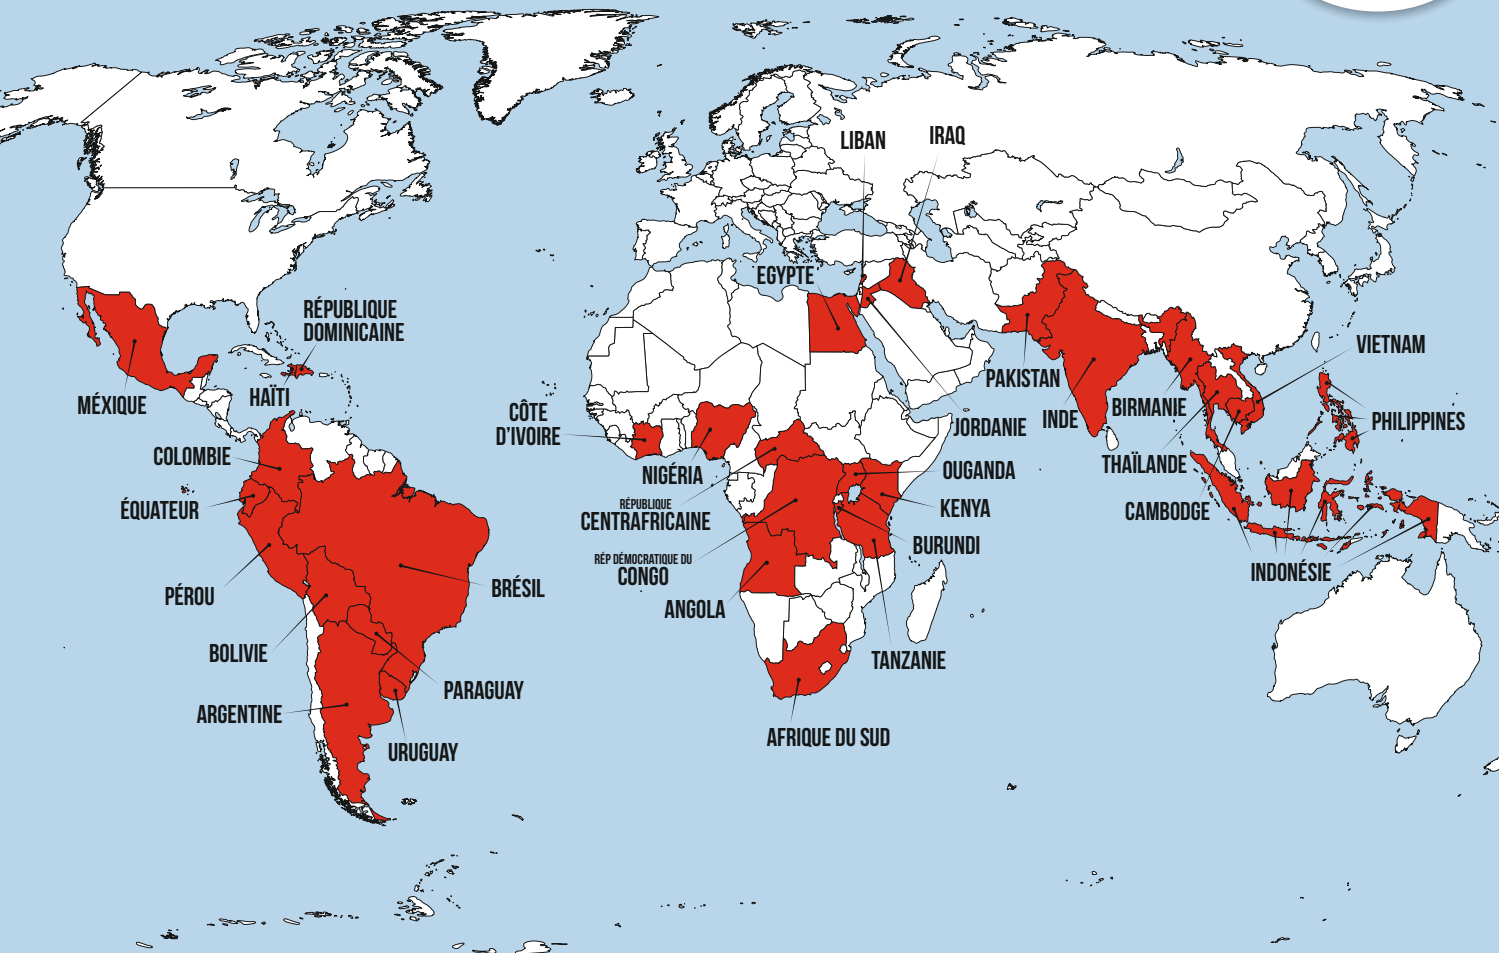 LIBAN
IRAQ
EGYPTE
RÉPUBLIQUE
DOMINICAINE
VIETNAM
PAKISTAN
MÉXIQUE
HAÏTI
CÔTE
D'IVOIRE
INDE
BIRMANIE
PHILIPPINES
JORDANIE
COLOMBIE
NIGÉRIA
OUGANDA
THAÏLANDE
ÉQUATEUR
RÉPUBLIQUE
CENTRAFRICAINE
KENYA
CAMBODGE
BURUNDI
RÉP DÉMOCRATIQUE DU
CONGO
INDONÉSIE
PÉROU
BRÉSIL
ANGOLA
BOLIVIE
TANZANIE
PARAGUAY
ARGENTINE
AFRIQUE DU SUD
URUGUAY